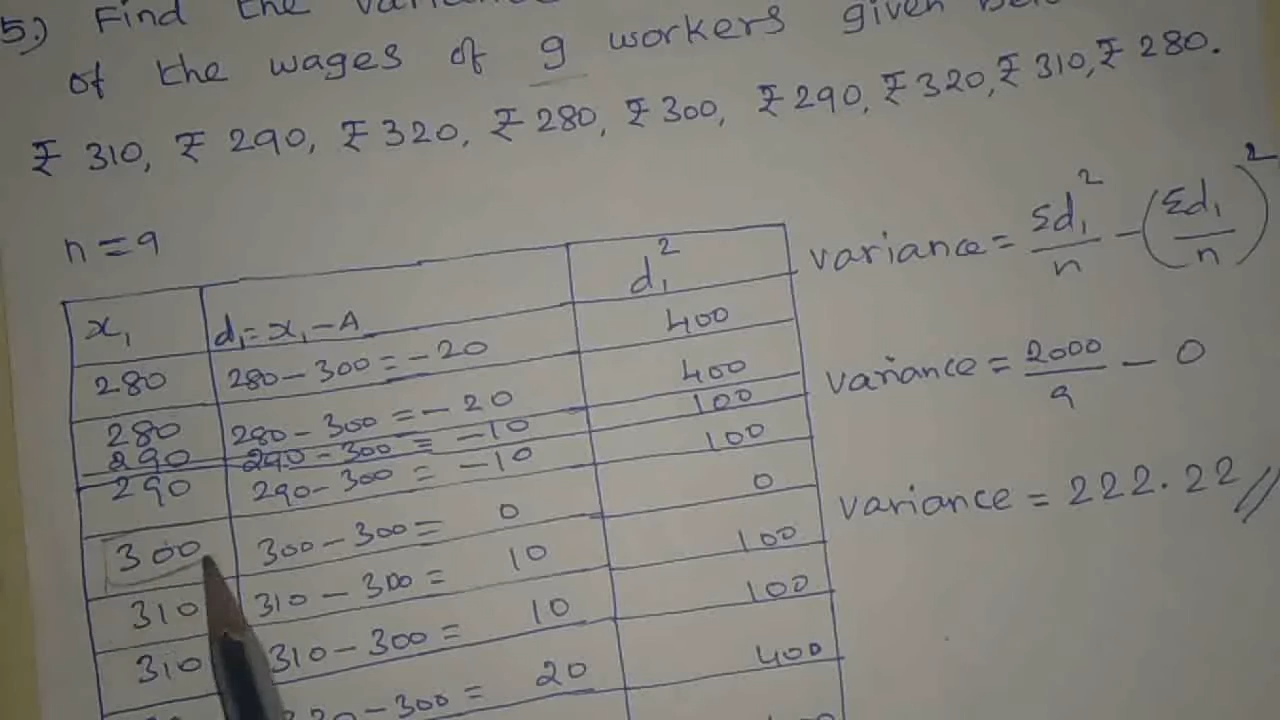 5.) Find the variance
of the wages of 9 workers given
₹ 310, ₹ 290, ₹ 320, ₹ 280, ₹ 300, ₹ 290, ₹ 320, ₹ 310, ₹ 280.
n = 9
variance = Σd₁²/n - (Σd₁/n)²
x₁ d₁ = x₁ - A d₁²
280 280 - 300 = -20 400
280 280 - 300 = -20 400
290 290 - 300 = -10 100
290 290 - 300 = -10 100
300 300 - 300 = 0 0
310 310 - 300 = 10 100
310 310 - 300 = 10 100
320 - 300 = 20 400
variance = 2000/9 - 0
variance = 222.22 //